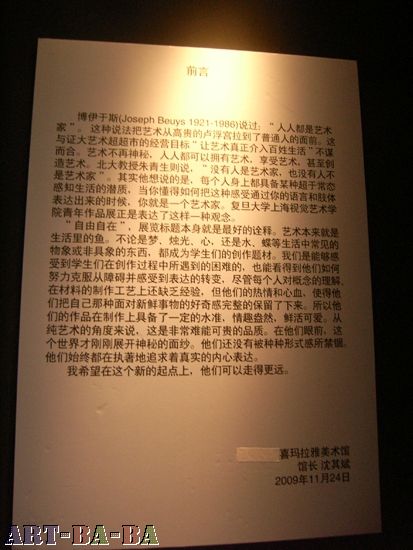 前言
博伊于斯(Joseph Beuys 1921-1986)说过：“人人都是艺术
家”。这种说法把艺术从高贵的卢浮宫拉到了普通人的面前。这
与证大艺术超超市的经营目标“让艺术真正介入百姓生活”不谋
而合。艺术不再神秘，人人都可以拥有艺术，享受艺术，甚至创
造艺术。北大教授朱青生则说，“没有人是艺术家，也没有人不
是艺术家”。其实他想说的是，每个人身上都具备某种超于常态
感知生活的潜质，当你懂得如何把这种感受通过你的语言和肢体
表达出来的时候，你就是一个艺术家。复旦大学上海视觉艺术学
院青年作品展正是表达了这样一种观念。
“自由自在”，展览标题本身就是最好的诠释。艺术本来就是
生活里的鱼。不论是梦、烛光、心，还是水、蝶等生活中常见的
物象或非具象的东西，都成为学生们的创作题材。我们是能够感
受到学生们在创作过程中所遇到的困难的，也能看得到他们如何
努力克服从障碍并感受到表达的转变，尽管每个人对概念的理解，
在材料的制作工艺上还缺乏经验，但他们的热情和心血，使得他
们把自己那种面对新鲜事物的好奇感完整的保留了下来。所以他
们的作品在制作上具备了一定的水准，情趣盎然，鲜活可爱。从
纯艺术的角度来说，这是非常难能可贵的品质。在他们眼前，这
个世界才刚刚展开神秘的面纱。他们还没有被种种形式感所禁锢，
他们始终都在执著地追求着真实的内心表达。
我希望在这个新的起点上，他们可以走得更远。
喜玛拉雅美术馆
馆长 沈其斌
2009年11月24日
ART-BA-BA